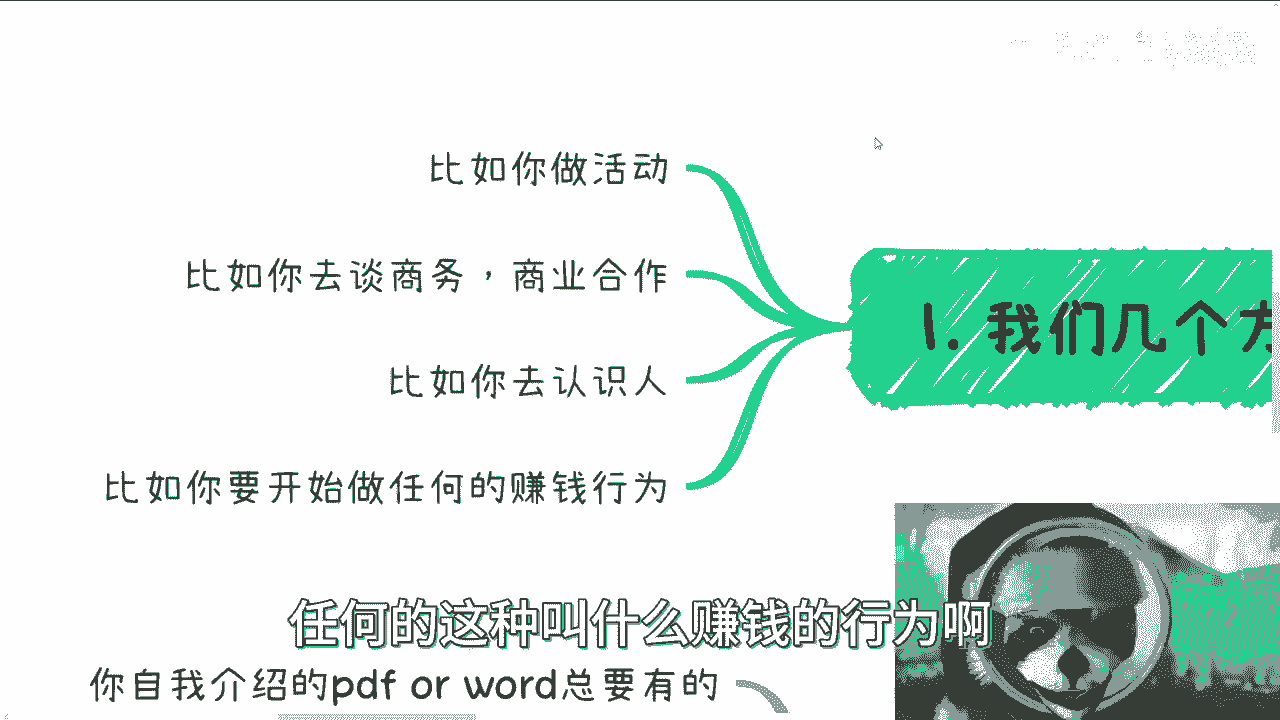 比如你做活动
比如你去谈商务，商业合作
1. 我们几个方
比如你去认识人
比如你要开始做任何的赚钱行为
任何的这种叫什么赚钱的行为啊
你自我介绍的pdf or word总要有的